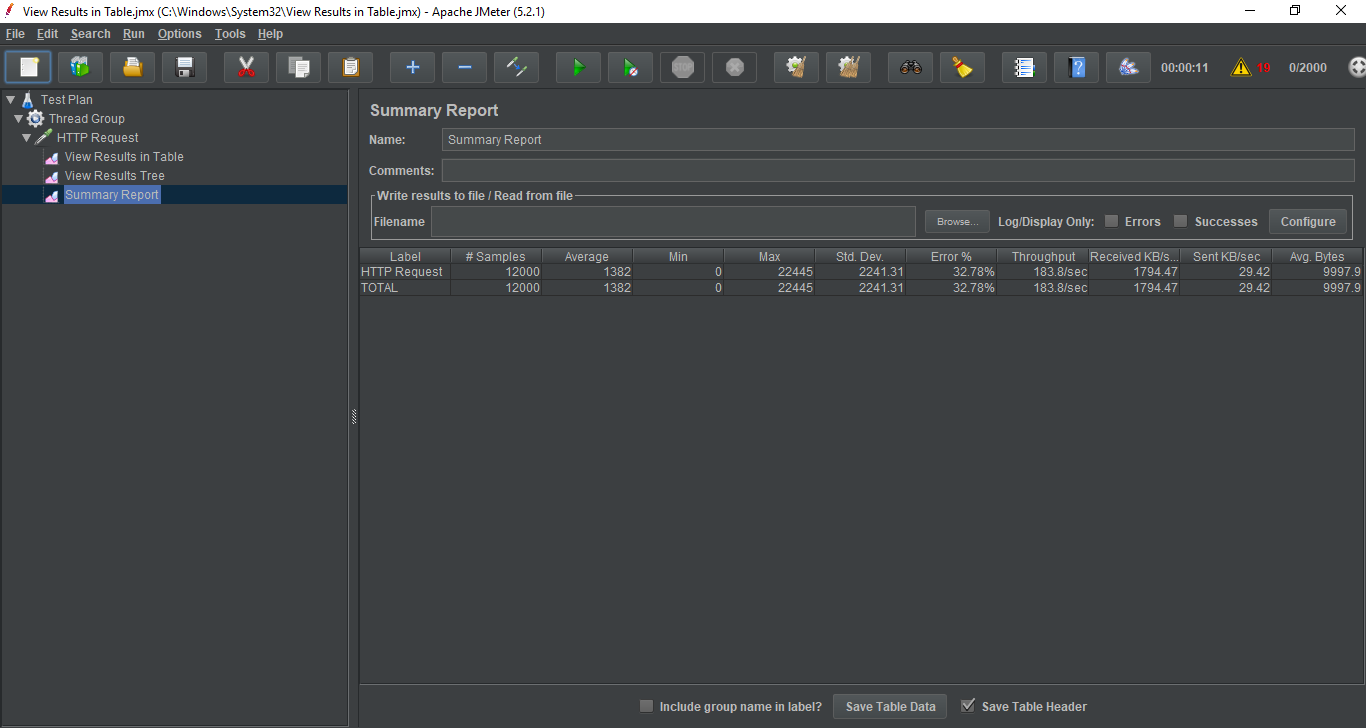 View Results in Table.jmx (C:\Windows\System32\View Results in Table.jmx) - Apache JMeter (5.2.1)
File Edit Search Run Options Tools Help
STOP 00:00:11 19 0/2000
Test Plan
Thread Group
HTTP Request
View Results in Table
View Results Tree
Summary Report
Summary Report
Name: Summary Report
Comments:
Write results to file / Read from file
Filename Browse... Log/Display Only: Errors Successes Configure
Label # Samples Average Min Max Std. Dev. Error % Throughput Received KB/s... Sent KB/sec Avg. Bytes
HTTP Request 12000 1382 0 22445 2241.31 32.78% 183.8/sec 1794.47 29.42 9997.9
TOTAL 12000 1382 0 22445 2241.31 32.78% 183.8/sec 1794.47 29.42 9997.9
Include group name in label? Save Table Data Save Table Header